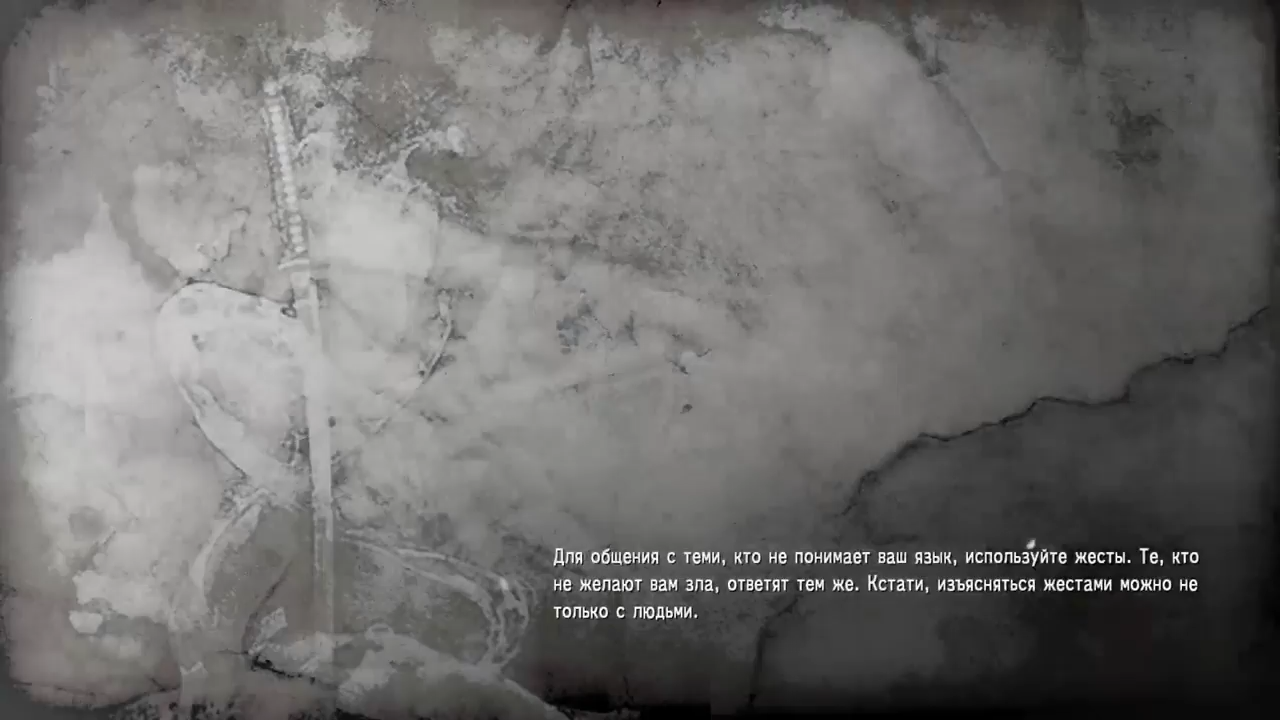 Для общения с теми, кто не понимает ваш язык, используйте жесты. Те, кто
не желают вам зла, ответят тем же. Кстати, изъясняться жестами можно не
только с людьми.